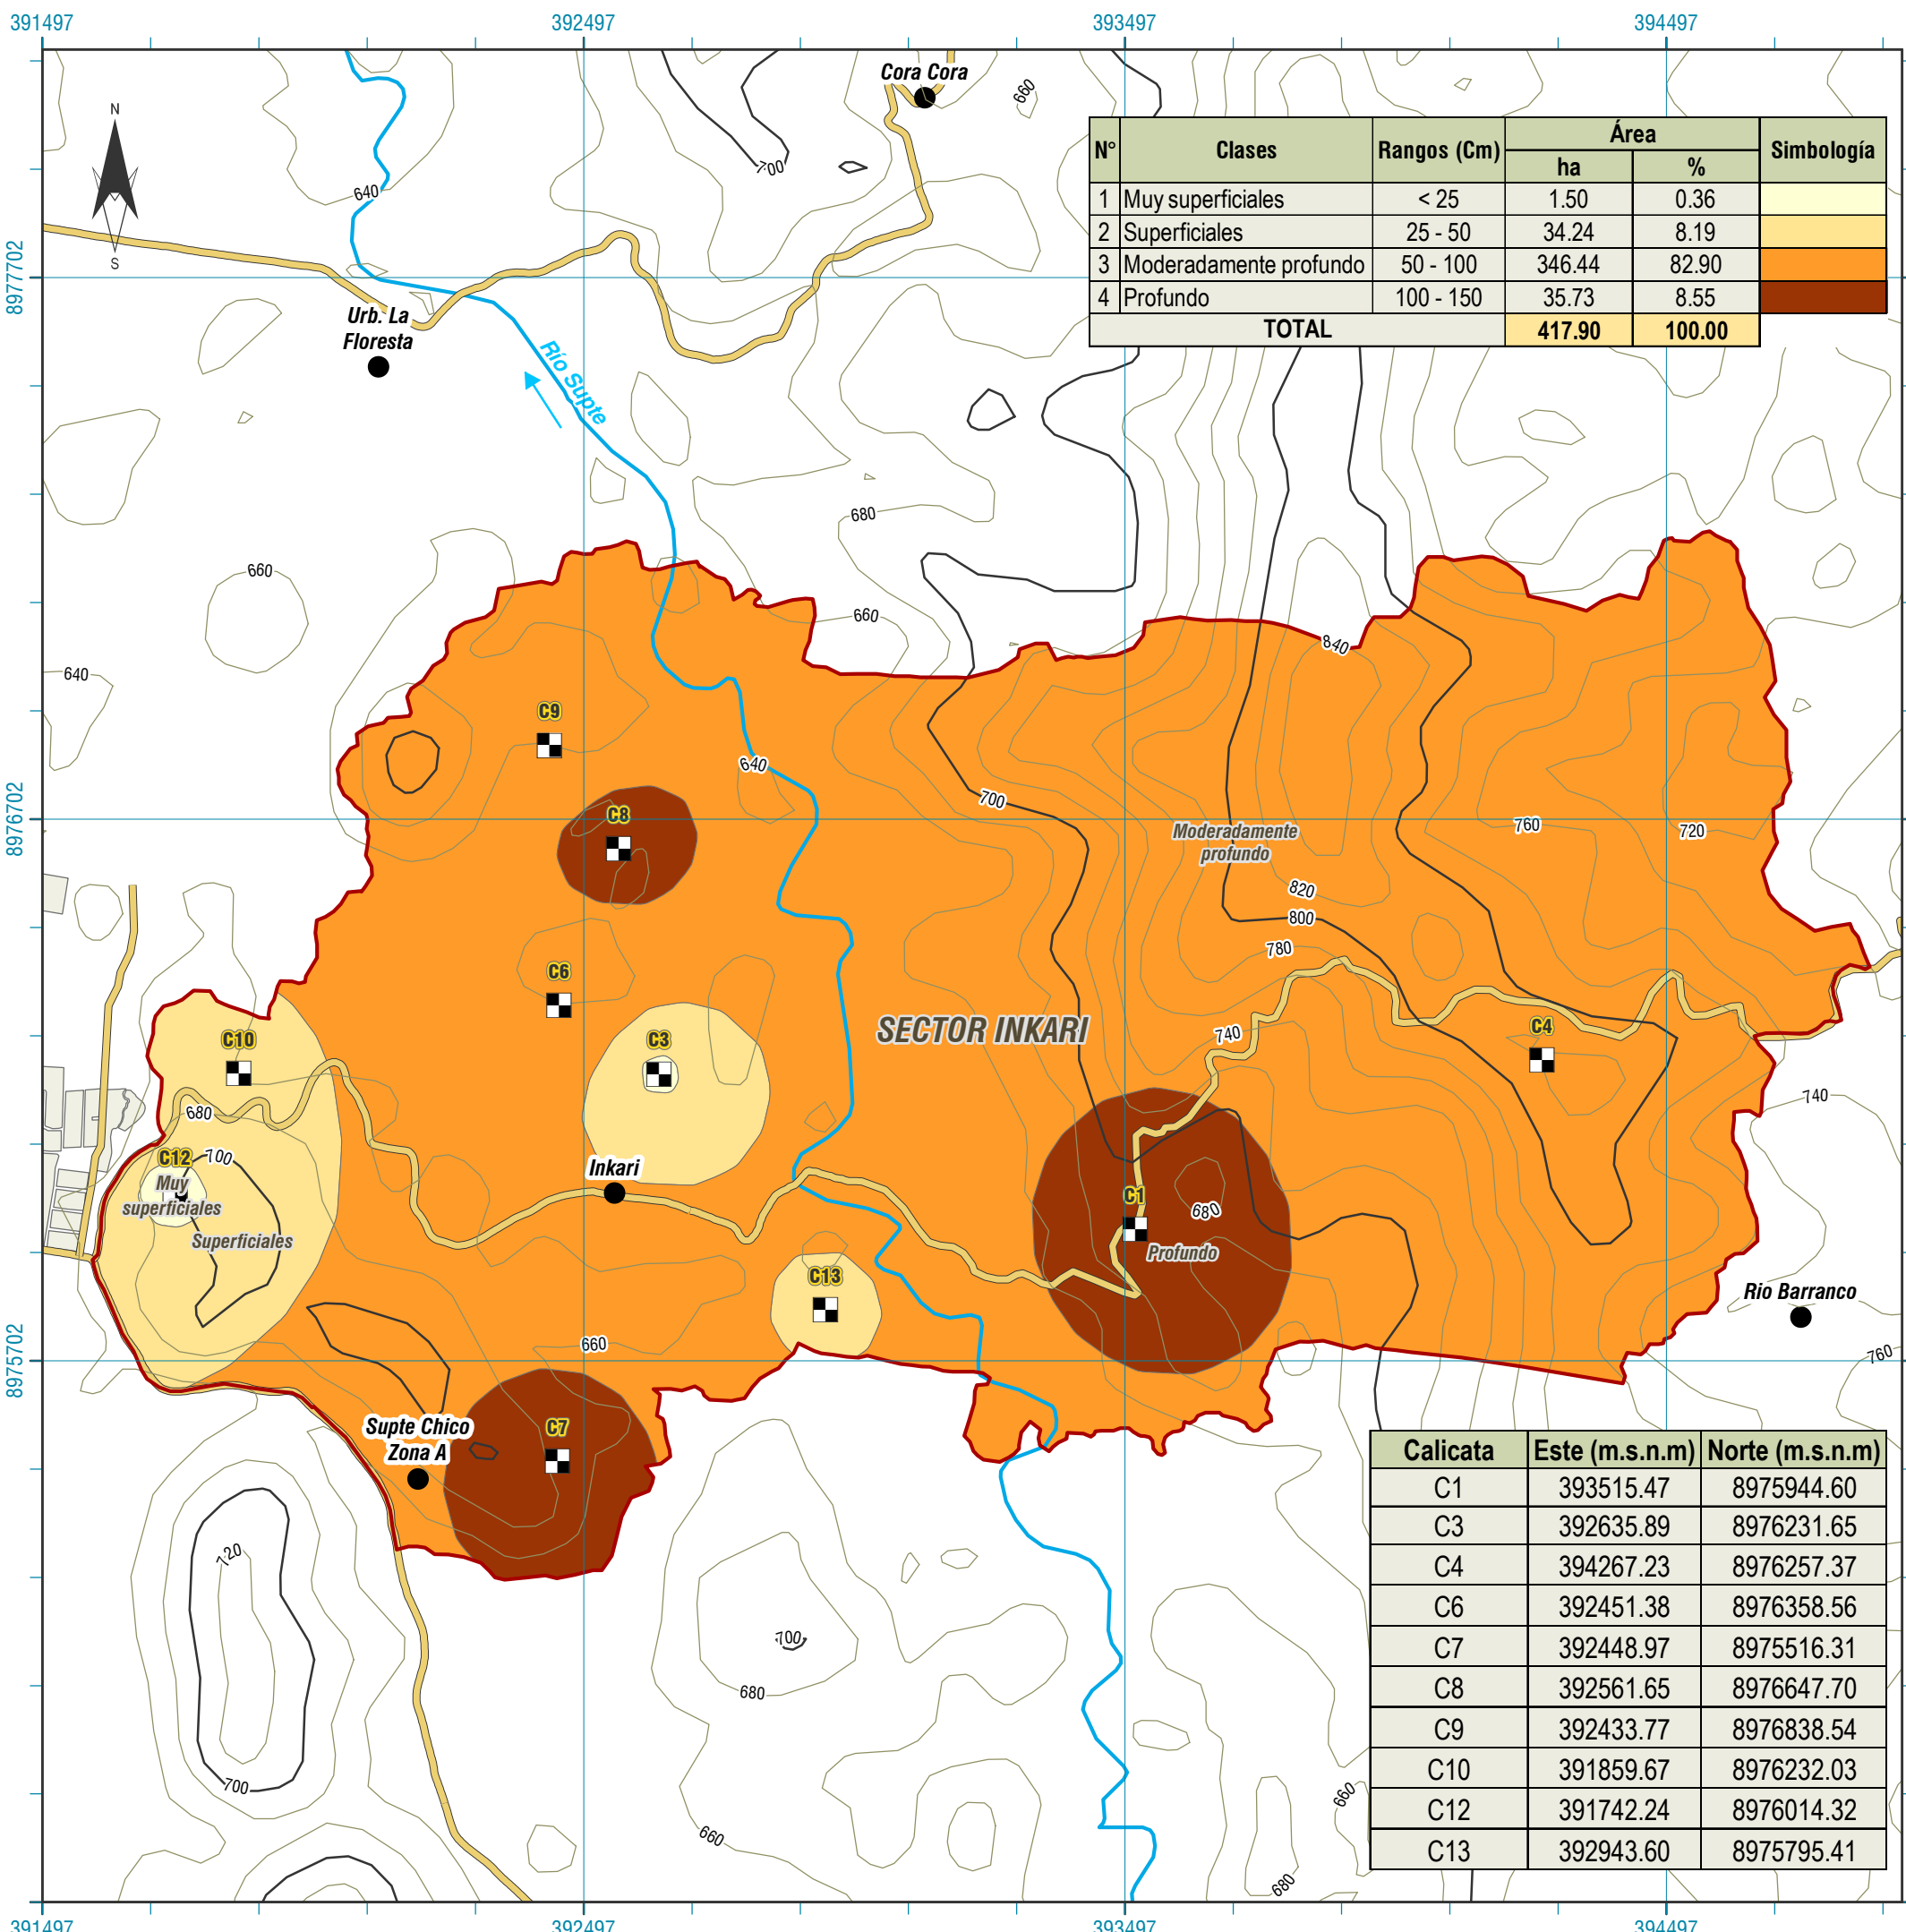 391497 392497 393497 394497
8977702
8976702
8975702
N
S
Cora Cora
660
700
640
Urb. La
Floresta
Río Supte
N° Clases Rangos (Cm) Área Simbología
ha %
1 Muy superficiales < 25 1.50 0.36
2 Superficiales 25 - 50 34.24 8.19
3 Moderadamente profundo 50 - 100 346.44 82.90
4 Profundo 100 - 150 35.73 8.55
TOTAL 417.90 100.00
680
660
660
840
640
C9
640
700
C8
Moderadamente
profundo
760
720
820
800
780
C6
SECTOR INKARI
740
C4
C10
C3
680
740
C12
700
Muy
superficiales
Inkari
C1
680
Superficiales
Profundo
C13
Rio Barranco
660
760
Supte Chico
Zona A
C7
720
700
680
700
660
660
680
Calicata Este (m.s.n.m) Norte (m.s.n.m)
C1 393515.47 8975944.60
C3 392635.89 8976231.65
C4 394267.23 8976257.37
C6 392451.38 8976358.56
C7 392448.97 8975516.31
C8 392561.65 8976647.70
C9 392433.77 8976838.54
C10 391859.67 8976232.03
C12 391742.24 8976014.32
C13 392943.60 8975795.41
391497 392497 393497 394497